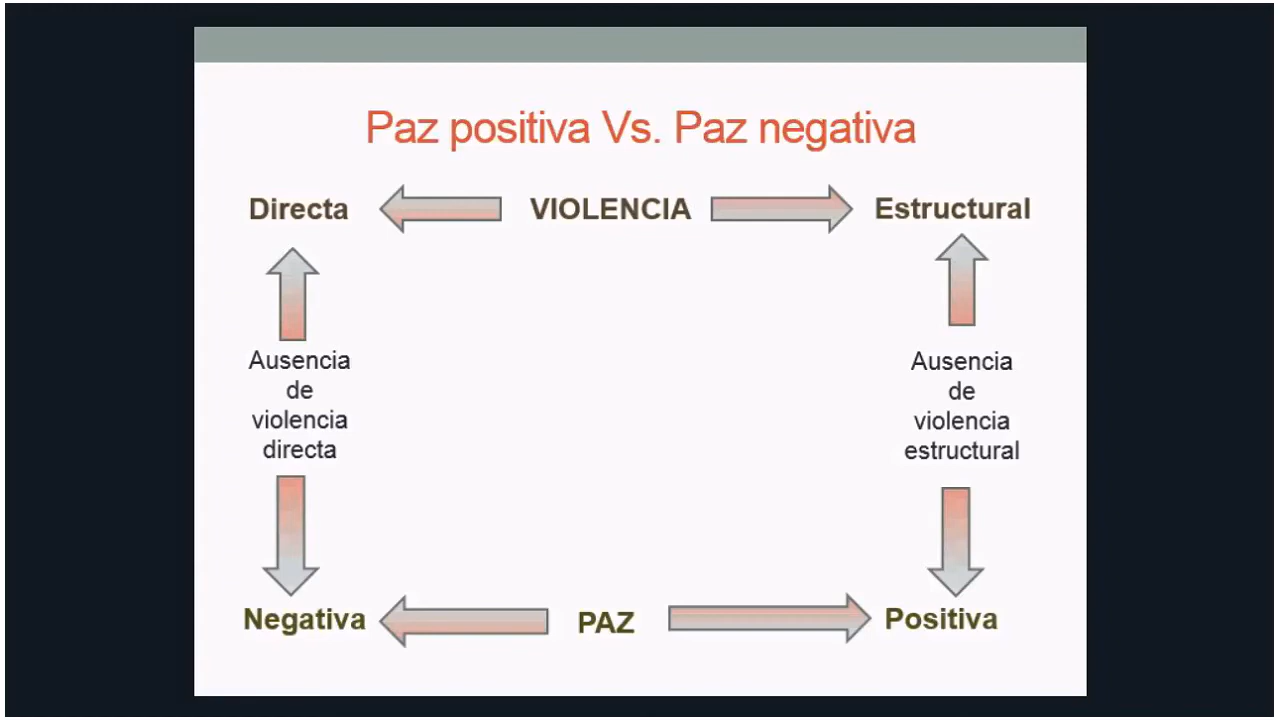 Paz positiva Vs. Paz negativa
Directa
VIOLENCIA
Estructural
Ausencia
de
violencia
directa
Ausencia
de
violencia
estructural
Negativa
PAZ
Positiva